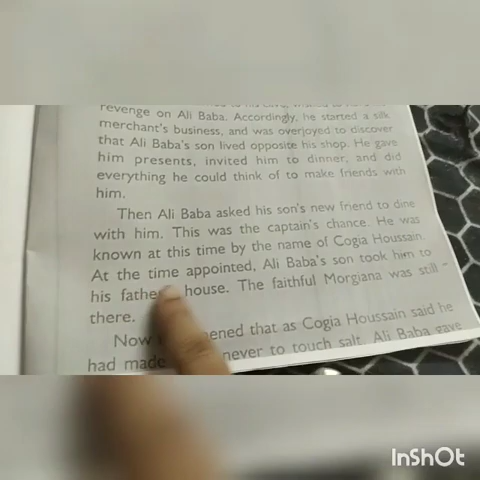 revenge on Ali Baba. Accordingly, he started a silk
merchant's business, and was overjoyed to discover
that Ali Baba's son lived opposite his shop. He gave
him presents, invited him to dinner, and did
everything he could think of to make friends with
him.
Then Ali Baba asked his son's new friend to dine
with him. This was the captain's chance. He was
known at this time by the name of Cogia Houssain.
At the time appointed, Ali Baba's son took him to
his house. The faithful Morgiana was still -
there.
Now that as Cogia Houssain said he
had made never to touch salt. Ali Baba gave
InShOt